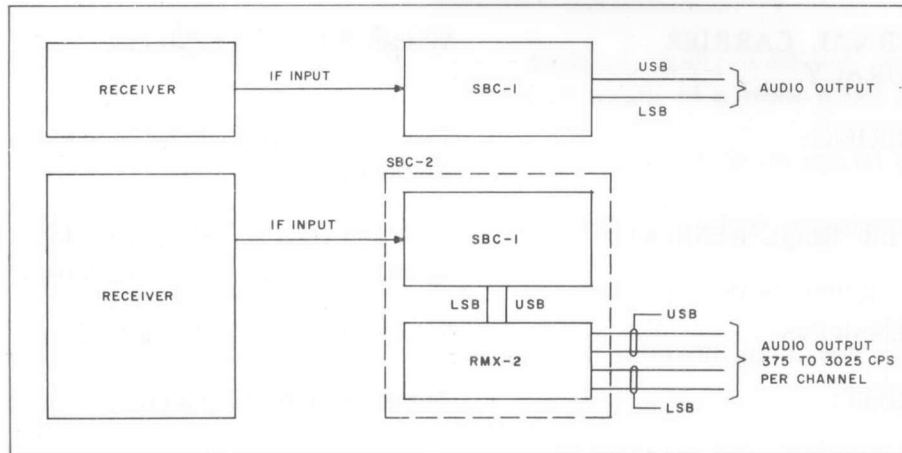 RECEIVER
IF INPUT
SBC-1
USB
LSB
AUDIO OUTPUT
SBC-2
RECEIVER
IF INPUT
SBC-1
LSB
USB
RMX-2
USB
LSB
AUDIO OUTPUT
375 TO 3025 CPS
PER CHANNEL